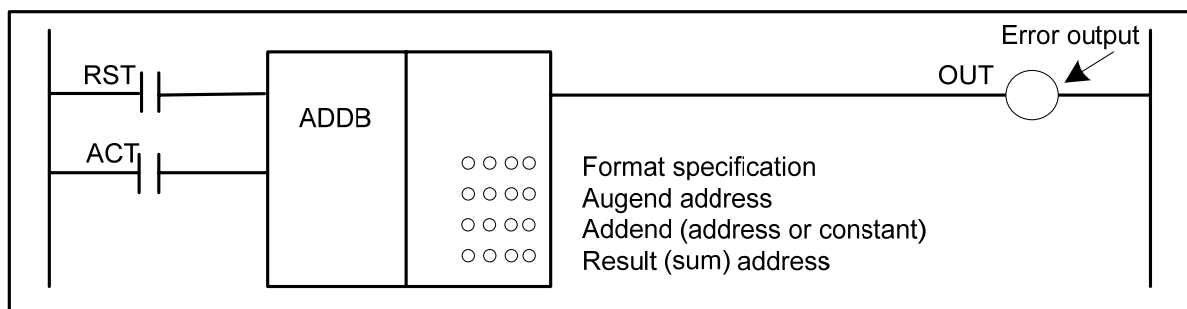 Error output
RST
OUT
ADDB
ACT
Format specification
Augend address
Addend (address or constant)
Result (sum) address